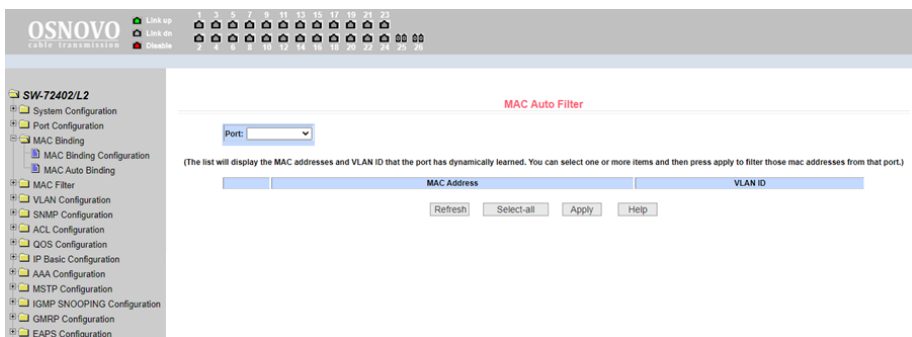 OSNOVO
cable transmission
Link up
Link dn
Disable
1 3 5 7 9 11 13 15 17 19 21 23
2 4 6 8 10 12 14 16 18 20 22 24 25 26
SW-72402/L2
System Configuration
Port Configuration
MAC Binding
MAC Binding Configuration
MAC Auto Binding
MAC Filter
VLAN Configuration
SNMP Configuration
ACL Configuration
QOS Configuration
IP Basic Configuration
AAA Configuration
MSTP Configuration
IGMP SNOOPING Configuration
GMRP Configuration
EAPS Configuration
MAC Auto Filter
Port:
(The list will display the MAC addresses and VLAN ID that the port has dynamically learned. You can select one or more items and then press apply to filter those mac addresses from that port.)
MAC Address VLAN ID
Refresh Select-all Apply Help